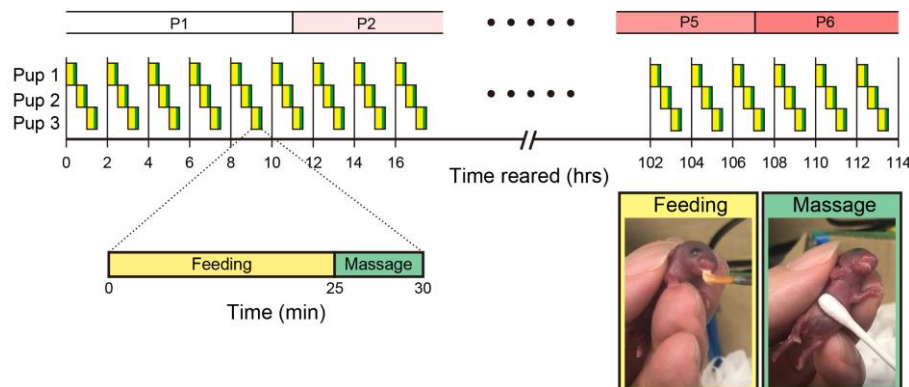 P1 P2 P5 P6
Pup 1
Pup 2
Pup 3
0 2 4 6 8 10 12 14 16 102 104 106 108 110 112 114
Time reared (hrs)
Feeding Massage
Feeding Massage
0 25 30
Time (min)